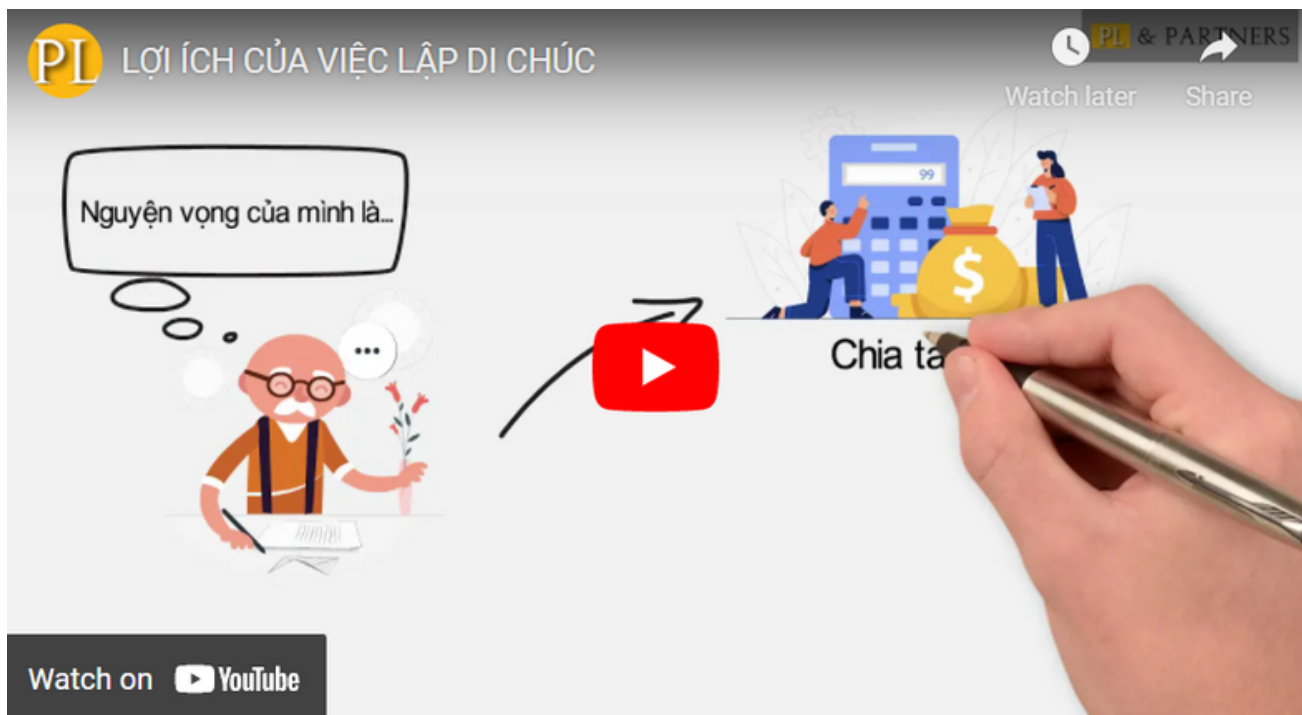 PL
LỢI ÍCH CỦA VIỆC LẬP DI CHÚC
PL & PARTNERS
Watch later
Share
Nguyện vọng của mình là...
99
$
Chia tà
Watch on YouTube